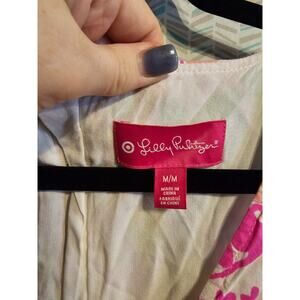 Lilly Pulitzer®
M/M
MADE IN
CHINA
FABRIQUÉ
EN CHINE